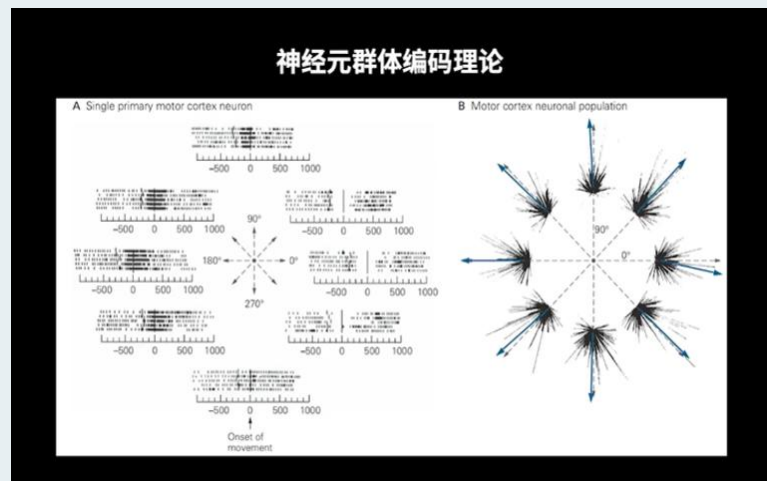 神经元群体编码理论
A Single primary motor cortex neuron
B Motor cortex neuronal population
-500 0 500 1000
-500 0 500 1000
-500 0 500 1000
90°
90°
180°
0°
0°
-500 0 500 1000
-500 0 500 1000
270°
-500 0 500 1000
-500 0 500 1000
-500 0 500 1000
Onset of
movement